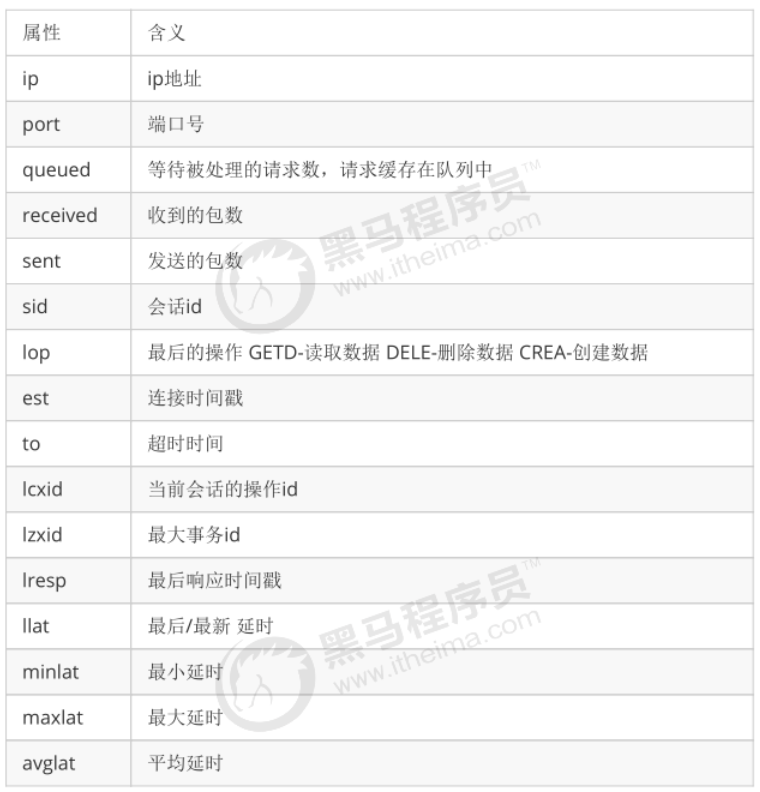 属性 含义
ip ip地址
port 端口号
queued 等待被处理的请求数，请求缓存在队列中
received 收到的包数
sent 发送的包数
sid 会话id
lop 最后的操作 GETD-读取数据 DELE-删除数据 CREA-创建数据
est 连接时间戳
to 超时时间
lcxid 当前会话的操作id
lzxid 最大事务id
lresp 最后响应时间戳
llat 最后/最新 延时
minlat 最小延时
maxlat 最大延时
avglat 平均延时
黑马程序员™
www.itheima.com
黑马程序员™
www.itheima.com